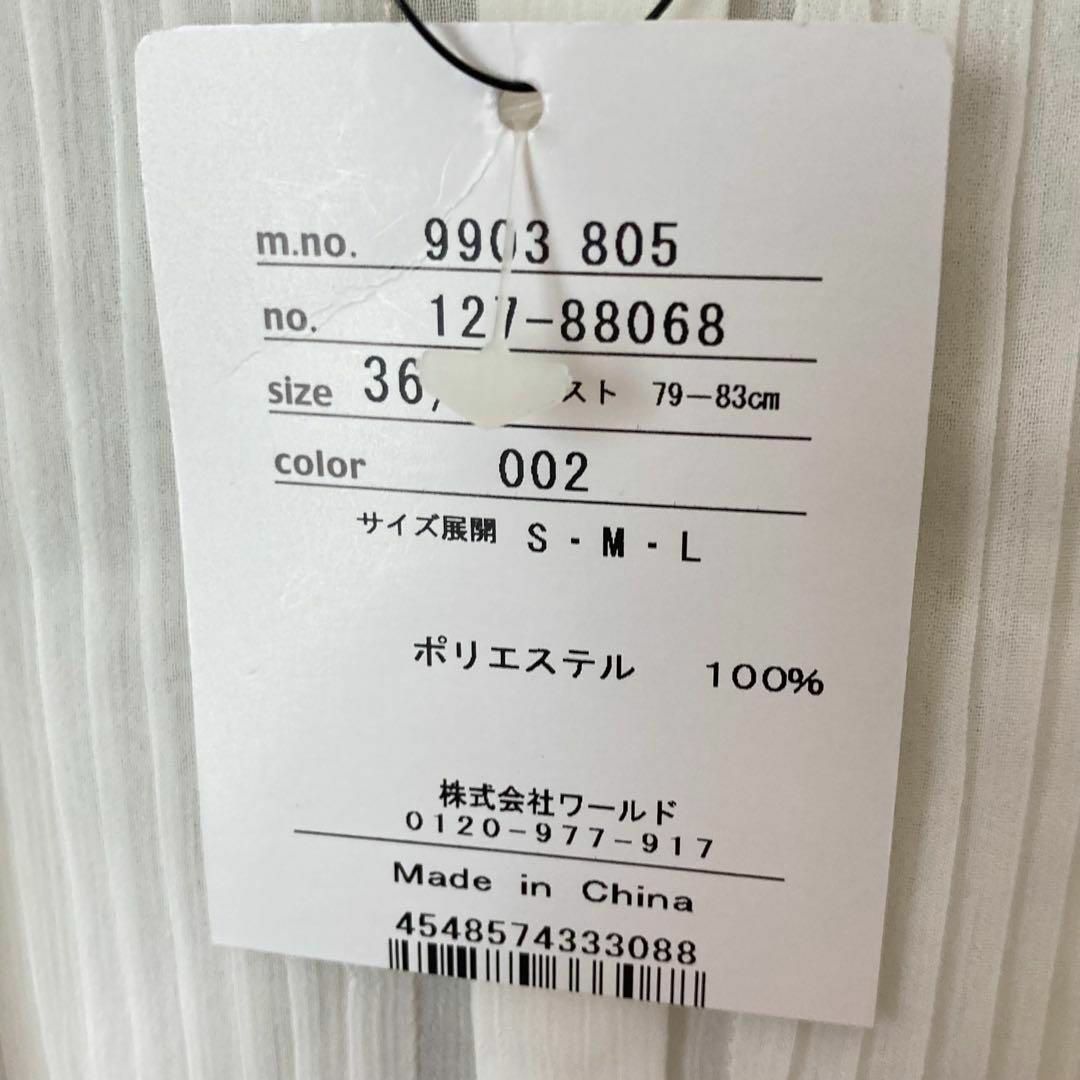 m.no. 9903 805
no. 127-88068
size 36, スト 79－83cm
color 002
サイズ展開 S - M - L
ポリエステル 100%
株式会社ワールド
0120-977-917
Made in China
4548574333088